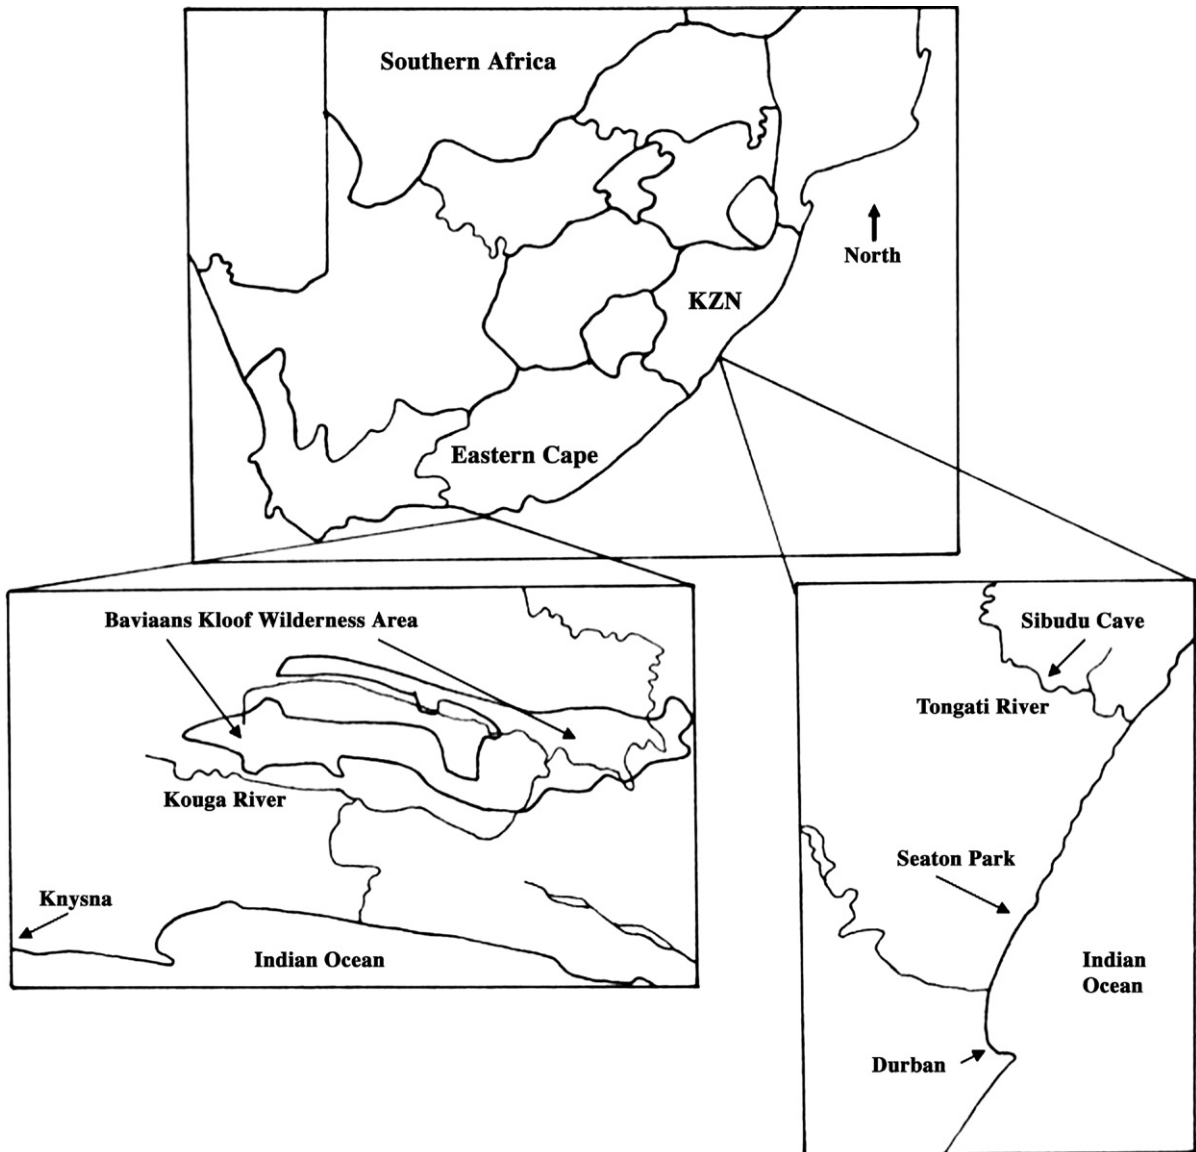 Southern Africa
North
KZN
Eastern Cape
Baviaans Kloof Wilderness Area
Kouga River
Knysna
Indian Ocean
Sibudu Cave
Tongati River
Seaton Park
Indian
Ocean
Durban